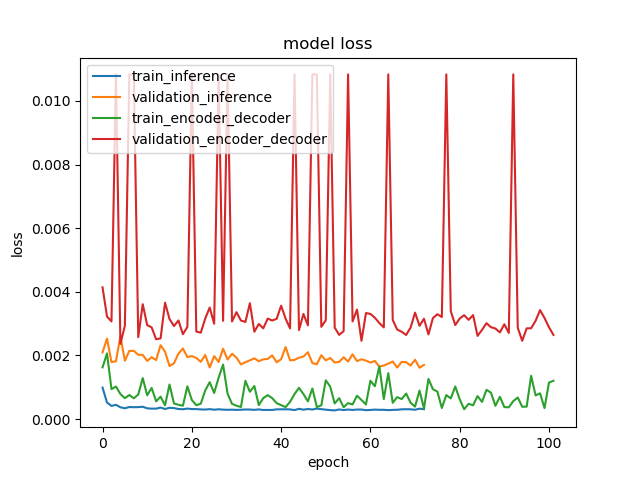 model loss
train_inference
validation_inference
train_encoder_decoder
validation_encoder_decoder
0.010
0.008
0.006
0.004
0.002
0.000
loss
0 20 40 60 80 100
epoch